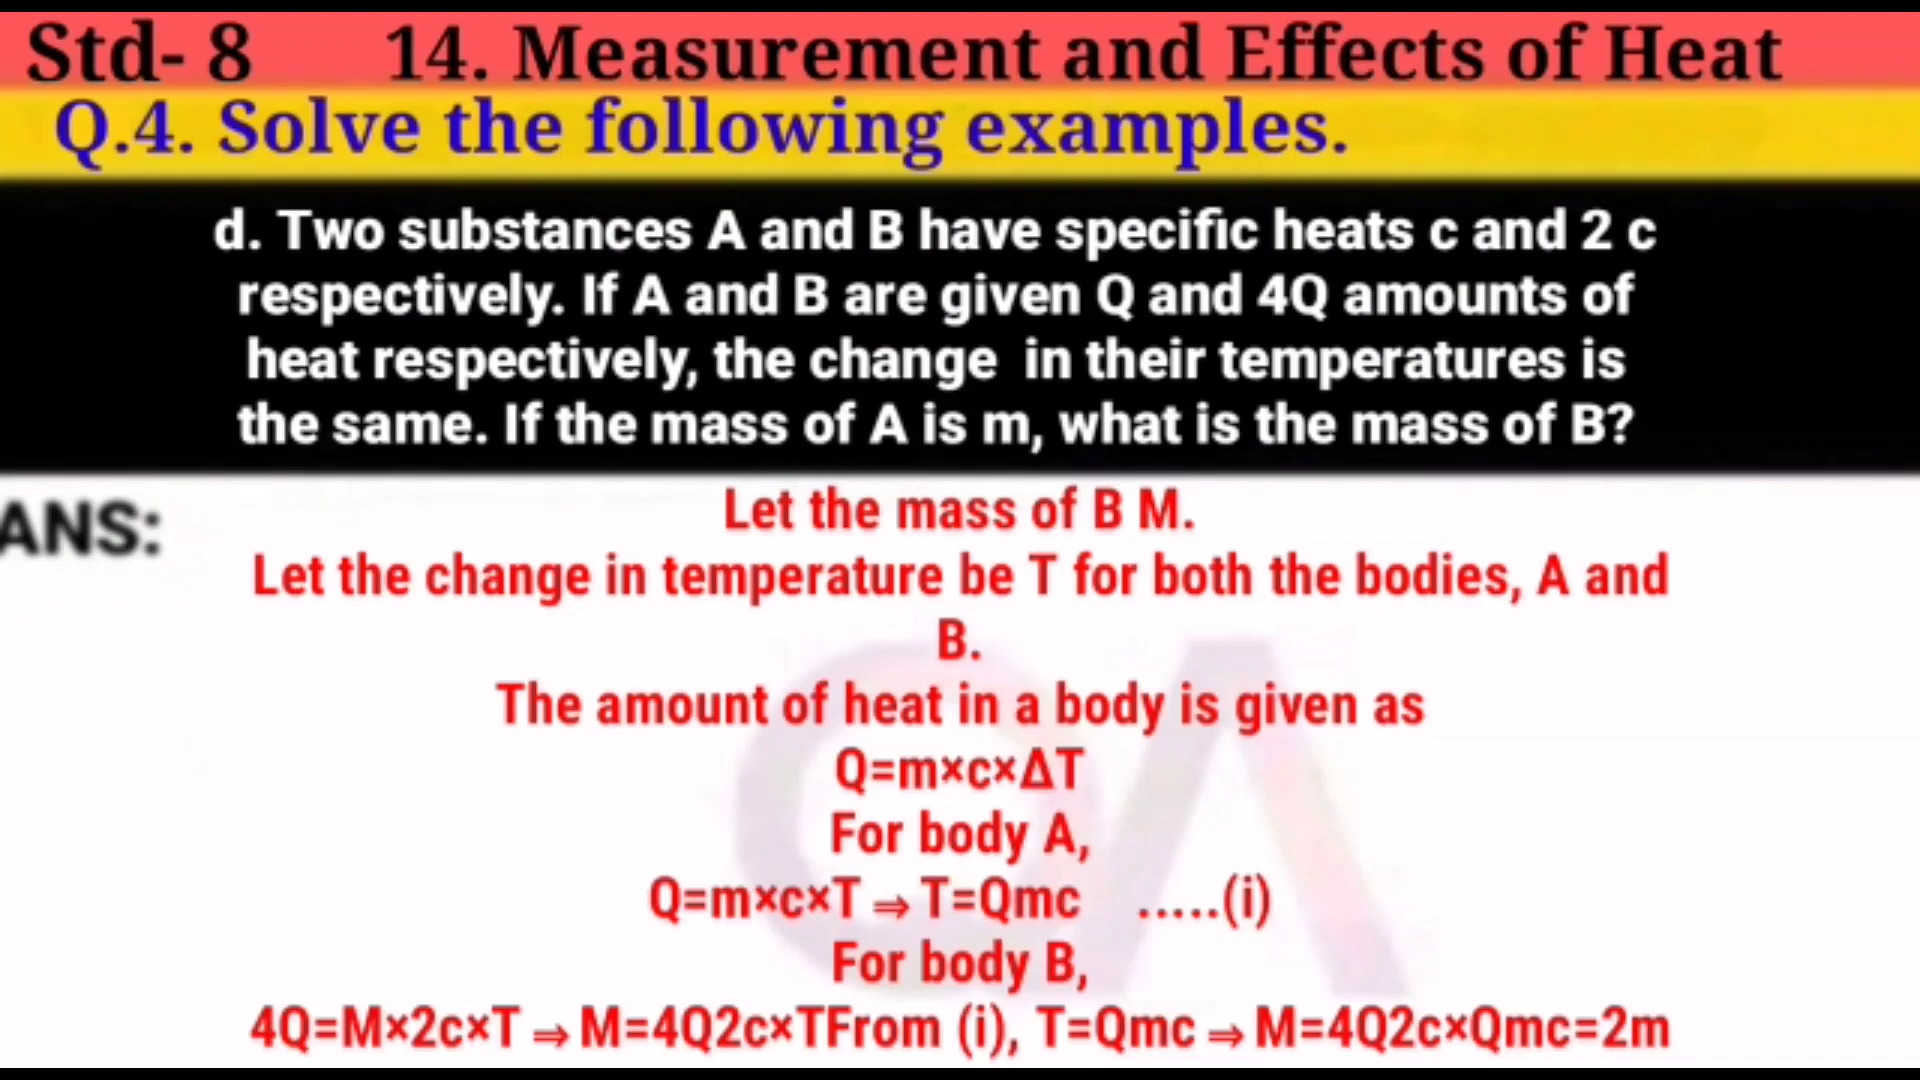 Std- 8 14. Measurement and Effects of Heat
Q.4. Solve the following examples.
d. Two substances A and B have specific heats c and 2 c
respectively. If A and B are given Q and 4Q amounts of
heat respectively, the change in their temperatures is
the same. If the mass of A is m, what is the mass of B?
ANS:
Let the mass of B M.
Let the change in temperature be T for both the bodies, A and
B.
The amount of heat in a body is given as
Q=m×c×ΔT
For body A,
Q=m×c×T⇒T=Qmc .....(i)
For body B,
4Q=M×2c×T⇒M=4Q2c×TFrom (i), T=Qmc⇒M=4Q2c×Qmc=2m